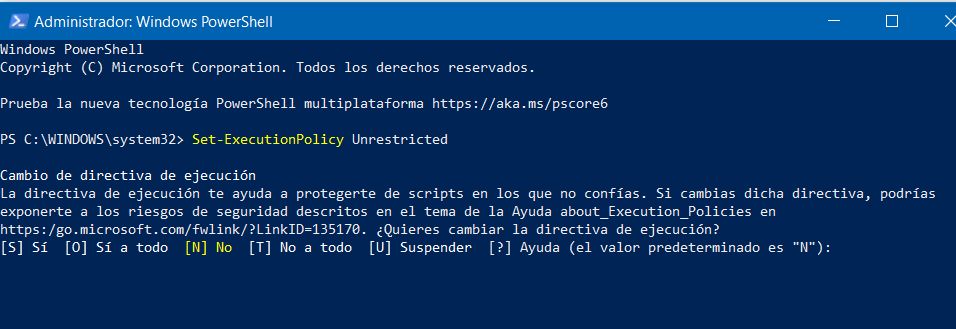 Administrador: Windows PowerShell
Windows PowerShell
Copyright (C) Microsoft Corporation. Todos los derechos reservados.
Prueba la nueva tecnología PowerShell multiplataforma https://aka.ms/pscore6
PS C:\WINDOWS\system32> Set-ExecutionPolicy Unrestricted
Cambio de directiva de ejecución
La directiva de ejecución te ayuda a protegerte de scripts en los que no confías. Si cambias dicha directiva, podrías
exponerte a los riesgos de seguridad descritos en el tema de la Ayuda about_Execution_Policies en
https:/go.microsoft.com/fwlink/?LinkID=135170. ¿Quieres cambiar la directiva de ejecución?
[S] Sí  [O] Sí a todo  [N] No  [T] No a todo  [U] Suspender  [?] Ayuda (el valor predeterminado es "N"):